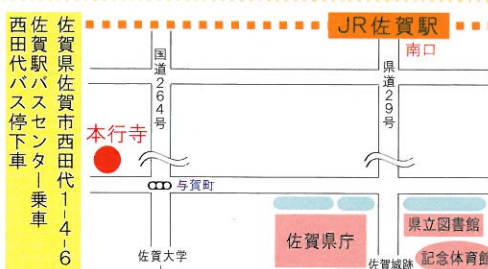 佐賀県佐賀市西田代1-4-6
佐賀駅バスセンター乗車
西田代バス停下車
JR佐賀駅
南口
国道264号
県道29号
本行寺
与賀町
佐賀県庁
県立図書館
記念体育館
佐賀大学
佐賀城跡